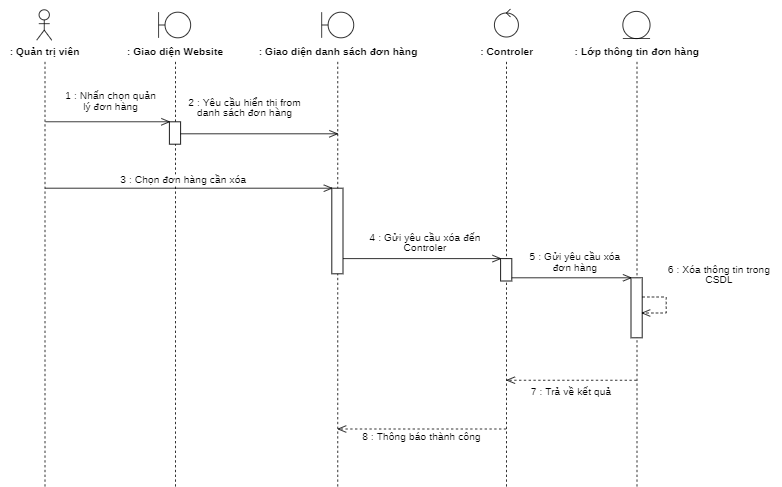 : Quản trị viên
: Giao diện Website
: Giao diện danh sách đơn hàng
: Controler
: Lớp thông tin đơn hàng
1 : Nhấn chọn quản
lý đơn hàng
2 : Yêu cầu hiển thị from
danh sách đơn hàng
3 : Chọn đơn hàng cần xóa
4 : Gửi yêu cầu xóa đến
Controler
5 : Gửi yêu cầu xóa
đơn hàng
6 : Xóa thông tin trong
CSDL
7 : Trả về kết quả
8 : Thông báo thành công